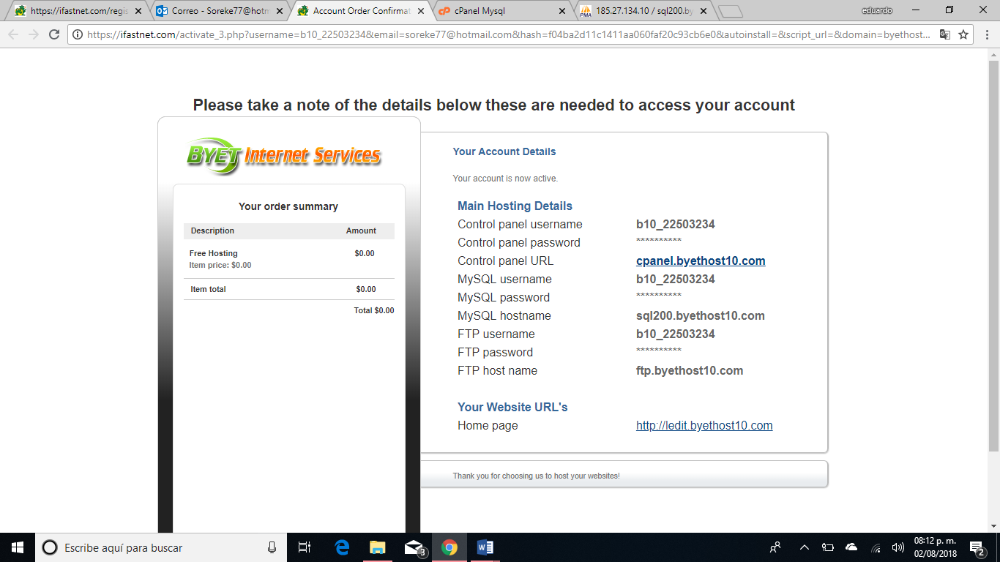 https://ifastnet.com/regis
Correo - Soreke77@hotm
Account Order Confirmat
cPanel Mysql
185.27.134.10 / sql200.by
eduardo
https://ifastnet.com/activate_3.php?username=b10_22503234&email=soreke77@hotmail.com&hash=f04ba2d11c1411aa060faf20c93cb6e0&autoinstall=&script_url=&domain=byethost...
Please take a note of the details below these are needed to access your account
BYET Internet Services
Your order summary
Description Amount
Free Hosting $0.00
Item price: $0.00
Item total $0.00
Total $0.00
Your Account Details
Your account is now active.
Main Hosting Details
Control panel username b10_22503234
Control panel password **********
Control panel URL cpanel.byethost10.com
MySQL username b10_22503234
MySQL password **********
MySQL hostname sql200.byethost10.com
FTP username b10_22503234
FTP password **********
FTP host name ftp.byethost10.com
Your Website URL's
Home page http://ledit.byethost10.com
Thank you for choosing us to host your websites!
Escribe aquí para buscar
3
08:12 p. m.
02/08/2018
2